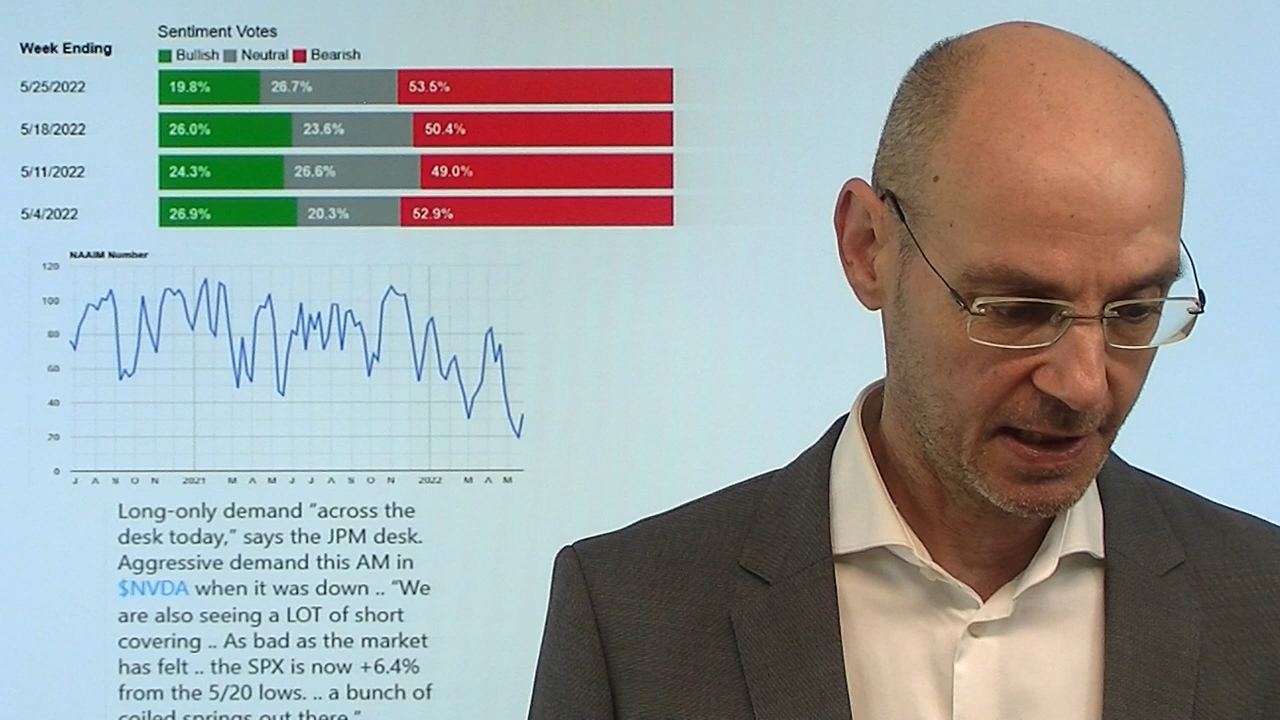 Sentiment Votes
Week Ending
Bullish Neutral Bearish
5/25/2022 19.8% 26.7% 53.5%
5/18/2022 26.0% 23.6% 50.4%
5/11/2022 24.3% 26.6% 49.0%
5/4/2022 26.9% 20.3% 52.9%
NAAIM Number
120
100
80
60
40
20
0
J A S O N 2021 M A M J J A S O N 2022 M A M
Long-only demand “across the
desk today,” says the JPM desk.
Aggressive demand this AM in
$NVDA when it was down .. “We
are also seeing a LOT of short
covering .. As bad as the market
has felt .. the SPX is now +6.4%
from the 5/20 lows. .. a bunch of
coiled springs out there.”